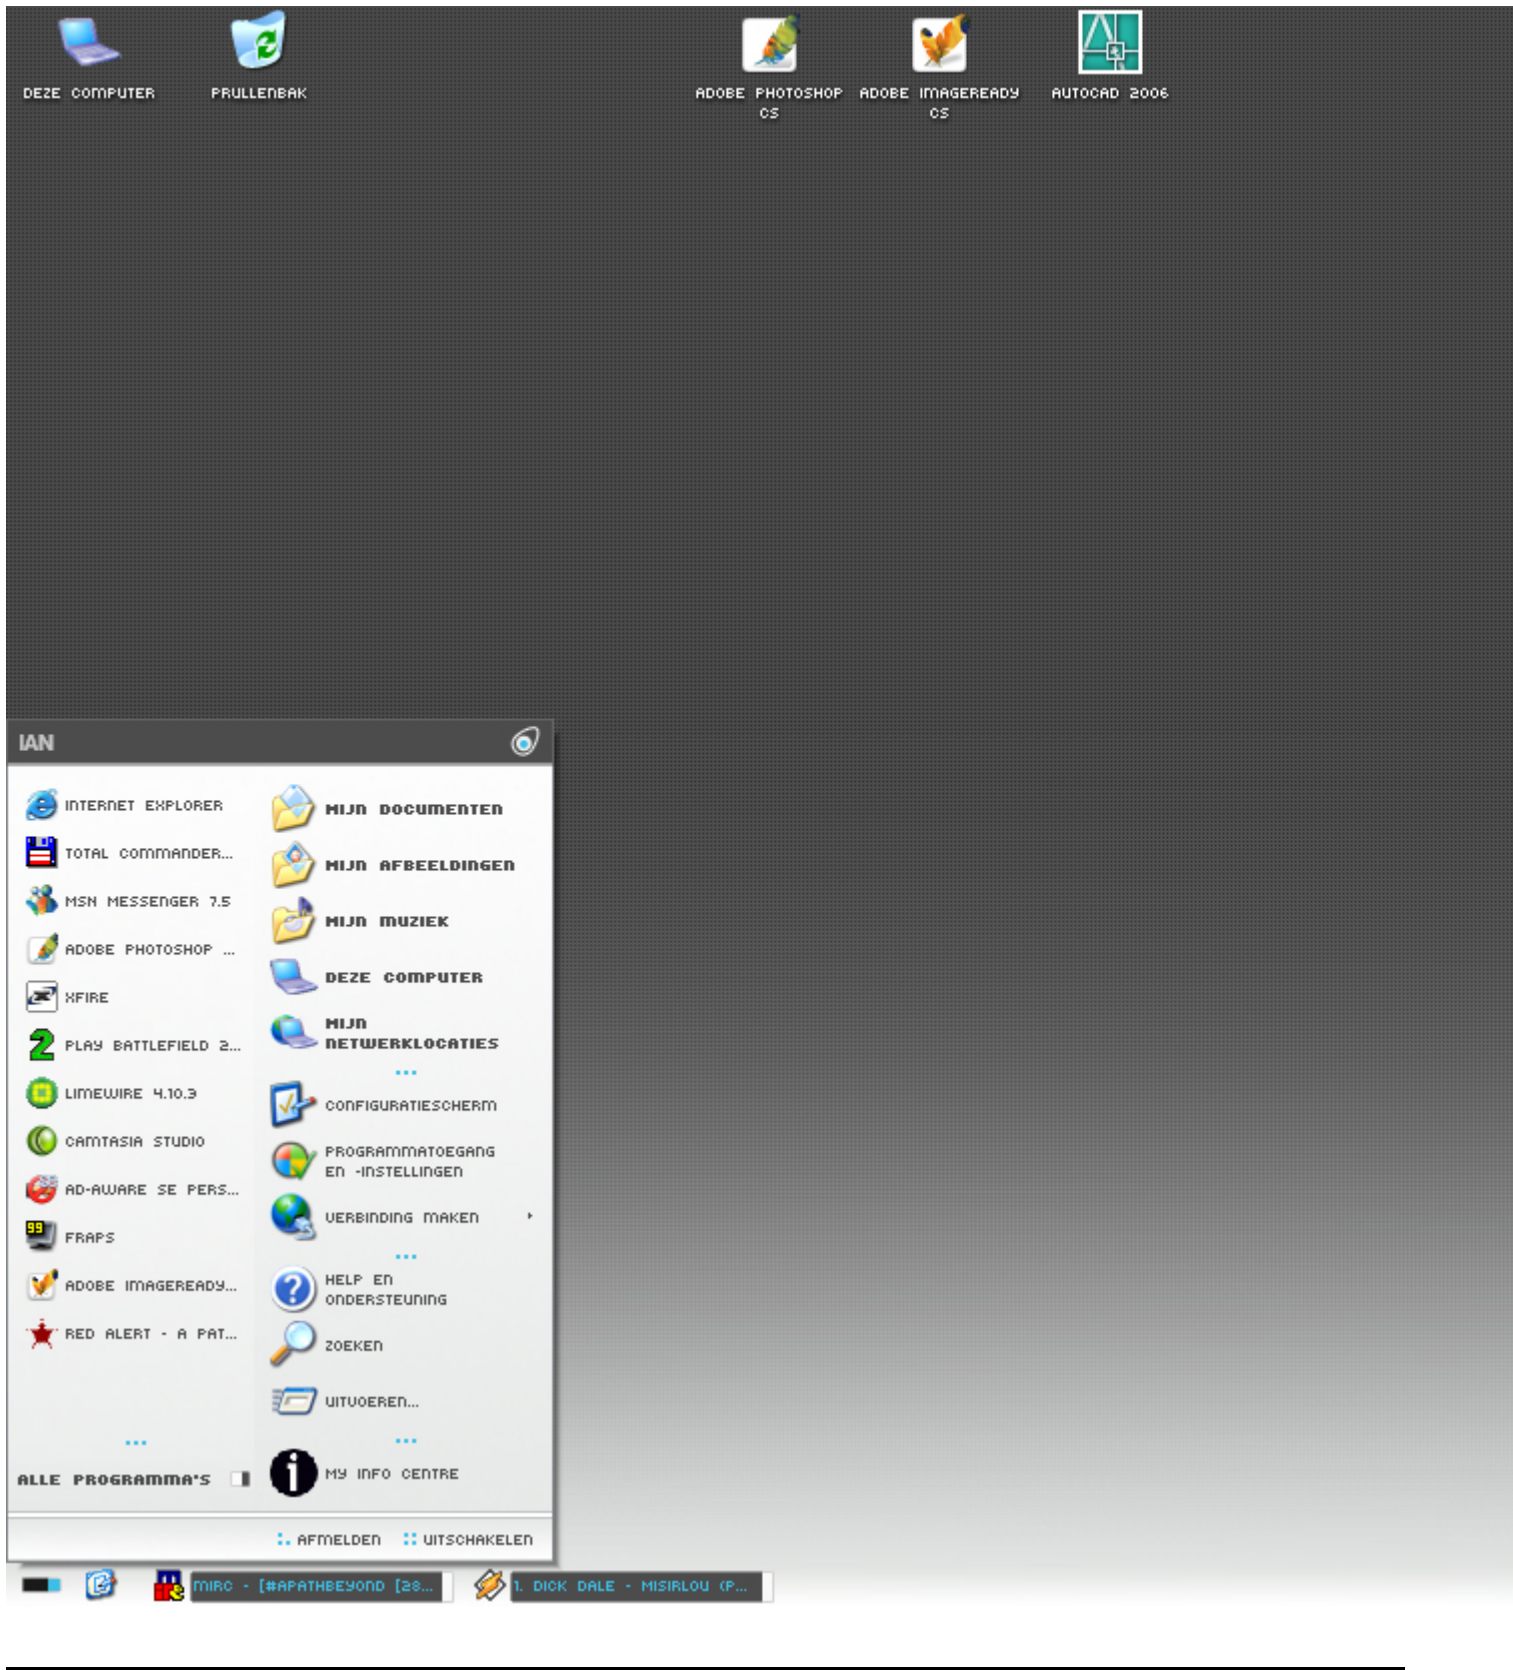 DEZE COMPUTER
PRULLENBAK
ADOBE PHOTOSHOP
CS
ADOBE IMAGEREADY
CS
AUTOCAD 2006
IAN
INTERNET EXPLORER
TOTAL COMMANDER...
MSN MESSENGER 7.5
ADOBE PHOTOSHOP ...
XFIRE
PLAY BATTLEFIELD 2...
LIMEWIRE 4.10.3
CAMTASIA STUDIO
AD-AWARE SE PERS...
99
FRAPS
ADOBE IMAGEREADY...
RED ALERT - A PAT...
ALLE PROGRAMMA'S
MIJN DOCUMENTEN
MIJN AFBEELDINGEN
MIJN MUZIEK
DEZE COMPUTER
MIJN
NETWERKLOCATIES
CONFIGURATIESCHERM
PROGRAMMATOEGANG
EN -INSTELLINGEN
VERBINDING MAKEN
HELP EN
ONDERSTEUNING
ZOEKEN
UITVOEREN...
MY INFO CENTRE
AFMELDEN
UITSCHAKELEN
MIRC - [#APATHBEYOND [28...
1. DICK DALE - MISIRLOU (P...